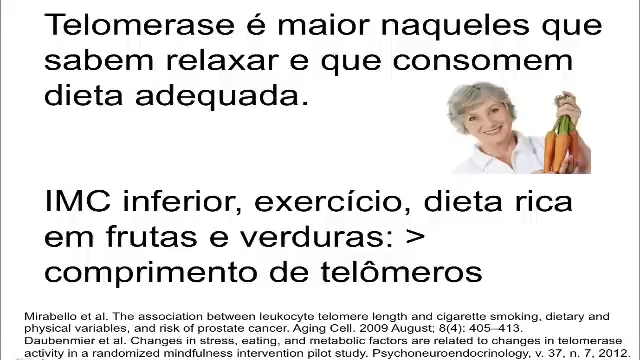 Telomerase é maior naqueles que
sabem relaxar e que consomem
dieta adequada.
IMC inferior, exercício, dieta rica
em frutas e verduras: >
comprimento de telômeros
Mirabello et al. The association between leukocyte telomere length and cigarette smoking, dietary and
physical variables, and risk of prostate cancer. Aging Cell. 2009 August; 8(4): 405–413.
Daubenmier et al. Changes in stress, eating, and metabolic factors are related to changes in telomerase
activity in a randomized mindfulness intervention pilot study. Psychoneuroendocrinology, v. 37, n. 7, 2012.